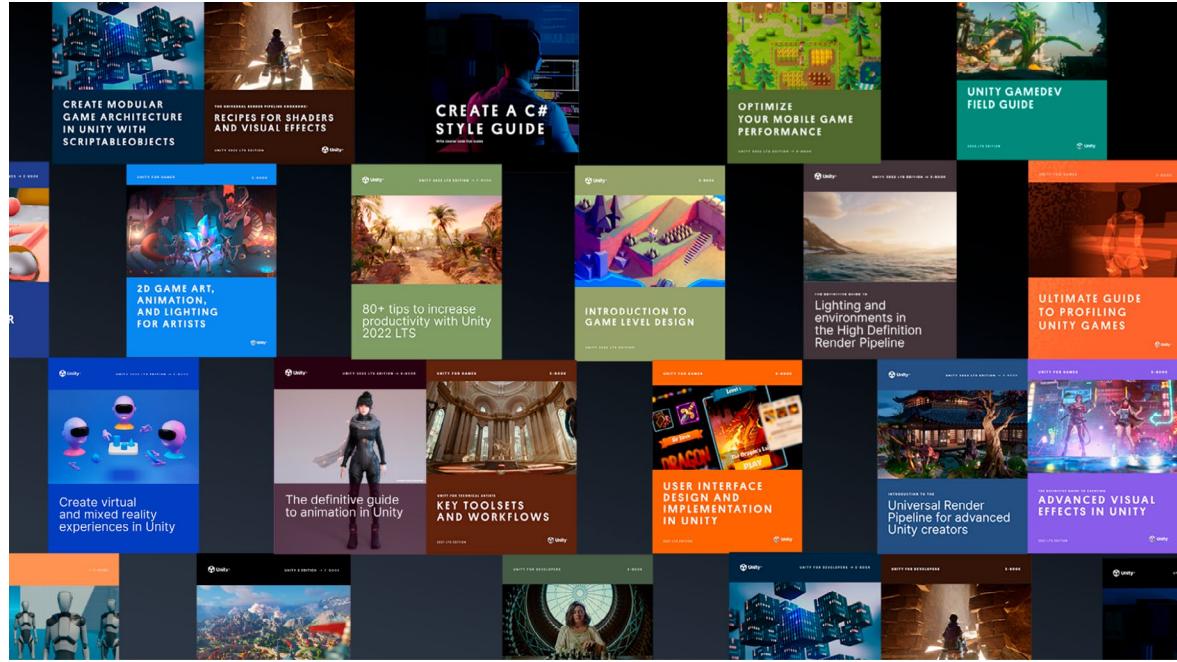 CREATE MODULAR
GAME ARCHITECTURE
IN UNITY WITH
SCRIPTABLEOBJECTS
THE UNIVERSAL RENDER PIPELINE COOKBOOK:
RECIPES FOR SHADERS
AND VISUAL EFFECTS
UNITY 2022 LTS EDITION
Unity
CREATE A C#
STYLE GUIDE
OPTIMIZE
YOUR MOBILE GAME
PERFORMANCE
UNITY 2022 LTS EDITION → E-BOOK
UNITY GAMEDEV
FIELD GUIDE
Unity
R
UNITY FOR GAMES E-BOOK
2D GAME ART,
ANIMATION,
AND LIGHTING
FOR ARTISTS
Unity
Unity UNITY 2022 LTS EDITION → E-BOOK
80+ tips to increase
productivity with Unity
2022 LTS
Unity E-BOOK
INTRODUCTION TO
GAME LEVEL DESIGN
UNITY 2022 LTS EDITION
Unity UNITY 2022 LTS EDITION → E-BOOK
THE DEFINITIVE GUIDE TO
Lighting and
environments in
the High Definition
Render Pipeline
UNITY FOR GAMES
ULTIMATE GUIDE
TO PROFILING
UNITY GAMES
Unity
Unity UNITY 2022 LTS EDITION → E-BOOK
Create virtual
and mixed reality
experiences in Unity
Unity UNITY 2022 LTS EDITION → E-BOOK
The definitive guide
to animation in Unity
UNITY FOR GAMES E-BOOK
UNITY FOR TECHNICAL ARTISTS
KEY TOOLSETS
AND WORKFLOWS
2021 LTS EDITION
Unity
UNITY FOR GAMES E-BOOK
Level 1
DRAGON
The Dragon's Lair
PLAY
USER INTERFACE
DESIGN AND
IMPLEMENTATION
IN UNITY
2021 LTS EDITION
Unity
Unity UNITY 2022 LTS EDITION → E-BOOK
INTRODUCTION TO THE
Universal Render
Pipeline for advanced
Unity creators
UNITY FOR GAMES E-BOOK
THE DEFINITIVE GUIDE TO CREATING
ADVANCED VISUAL
EFFECTS IN UNITY
2021 LTS EDITION
Unity
Unity UNITY 6 EDITION → E-BOOK
UNITY FOR DEVELOPERS E-BOOK
Unity UNITY FOR DEVELOPERS E-BOOK
UNITY FOR DEVELOPERS E-BOOK
Unity